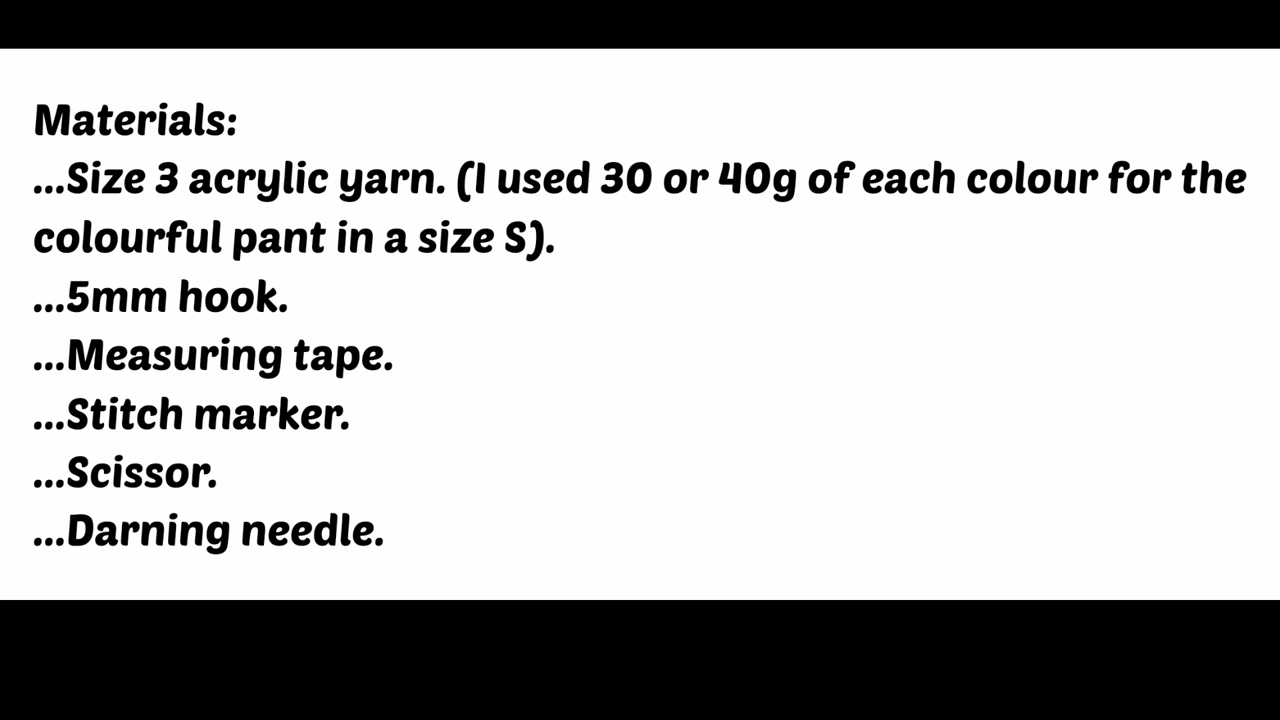 Materials:
...Size 3 acrylic yarn. (I used 30 or 40g of each colour for the
colourful pant in a size S).
...5mm hook.
...Measuring tape.
...Stitch marker.
...Scissor.
...Darning needle.